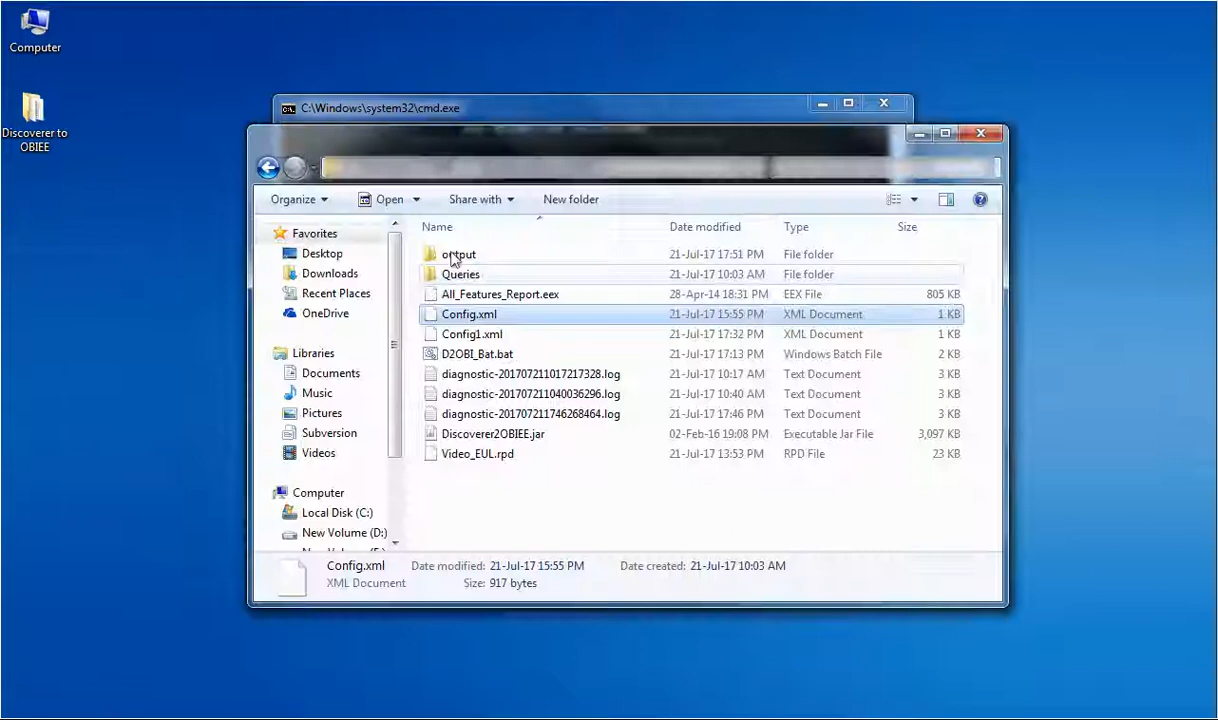 Computer
Discoverer to
OBIEE
C:\Windows\system32\cmd.exe
Organize Open Share with New folder
Name Date modified Type Size
output 21-Jul-17 17:51 PM File folder
Queries 21-Jul-17 10:03 AM File folder
All_Features_Report.eex 28-Apr-14 18:31 PM EEX File 805 KB
Config.xml 21-Jul-17 15:55 PM XML Document 1 KB
Config1.xml 21-Jul-17 17:32 PM XML Document 1 KB
D2OBI_Bat.bat 21-Jul-17 17:13 PM Windows Batch File 2 KB
diagnostic-201707211017217328.log 21-Jul-17 10:17 AM Text Document 3 KB
diagnostic-201707211040036296.log 21-Jul-17 10:40 AM Text Document 3 KB
diagnostic-201707211746268464.log 21-Jul-17 17:46 PM Text Document 3 KB
Discoverer2OBIEE.jar 02-Feb-16 19:08 PM Executable Jar File 3,097 KB
Video_EUL.rpd 21-Jul-17 13:53 PM RPD File 23 KB
Favorites
Desktop
Downloads
Recent Places
OneDrive
Libraries
Documents
Music
Pictures
Subversion
Videos
Computer
Local Disk (C:)
New Volume (D:)
Config.xml Date modified: 21-Jul-17 15:55 PM Date created: 21-Jul-17 10:03 AM
XML Document Size: 917 bytes